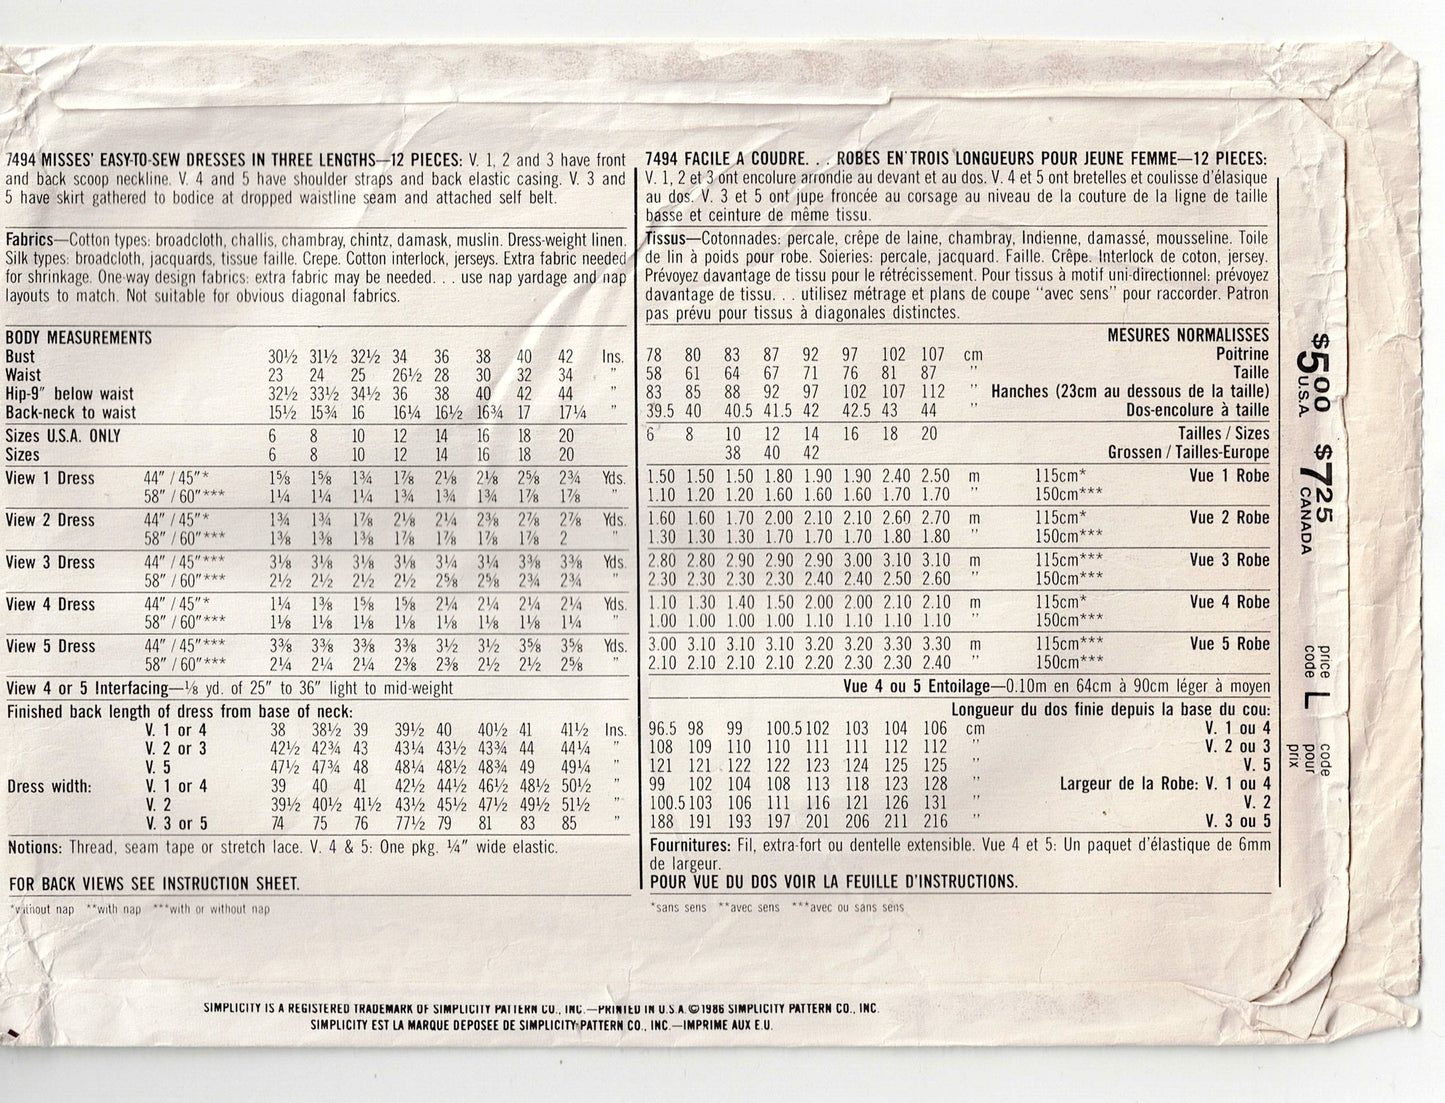 7494 MISSES' EASY-TO-SEW DRESSES IN THREE LENGTHS—12 PIECES: V. 1, 2 and 3 have front
and back scoop neckline. V. 4 and 5 have shoulder straps and back elastic casing. V. 3 and
5 have skirt gathered to bodice at dropped waistline seam and attached self belt.
Fabrics—Cotton types: broadcloth, challis, chambray, chintz, damask, muslin. Dress-weight linen.
Silk types: broadcloth, jacquards, tissue faille. Crepe. Cotton interlock, jerseys. Extra fabric needed
for shrinkage. One-way design fabrics: extra fabric may be needed. . . use nap yardage and nap
layouts to match. Not suitable for obvious diagonal fabrics.
BODY MEASUREMENTS
Bust 30½ 31½ 32½ 34 36 38 40 42 Ins.
Waist 23 24 25 26½ 28 30 32 34 "
Hip-9" below waist 32½ 33½ 34½ 36 38 40 42 44 "
Back-neck to waist 15½ 15¾ 16 16¼ 16½ 16¾ 17 17¼ "
Sizes U.S.A. ONLY 6 8 10 12 14 16 18 20
Sizes 6 8 10 12 14 16 18 20
View 1 Dress 44"/45"* 1⅝ 1⅝ 1¾ 1⅞ 2⅛ 2⅛ 2⅝ 2¾ Yds.
58"/60"*** 1¼ 1¼ 1¼ 1¾ 1¾ 1¾ 1⅞ 1⅞ "
View 2 Dress 44"/45"* 1¾ 1¾ 1⅞ 2⅛ 2¼ 2⅜ 2⅞ 2⅞ Yds.
58"/60"*** 1⅜ 1⅜ 1⅜ 1⅞ 1⅞ 1⅞ 1⅞ 2 "
View 3 Dress 44"/45"*** 3⅛ 3⅛ 3⅛ 3⅛ 3¼ 3¼ 3⅜ 3⅜ Yds.
58"/60"*** 2½ 2½ 2½ 2½ 2⅝ 2⅝ 2¾ 2¾ "
View 4 Dress 44"/45"* 1¼ 1⅜ 1⅝ 1⅝ 2¼ 2¼ 2¼ 2¼ Yds.
58"/60"*** 1⅛ 1⅛ 1⅛ 1⅛ 1⅛ 1⅛ 1⅛ 1¼ "
View 5 Dress 44"/45"*** 3⅜ 3⅜ 3⅜ 3⅜ 3½ 3½ 3⅝ 3⅝ Yds.
58"/60"*** 2¼ 2¼ 2¼ 2⅜ 2⅜ 2½ 2½ 2⅝ "
View 4 or 5 Interfacing—⅛ yd. of 25" to 36" light to mid-weight
Finished back length of dress from base of neck:
V. 1 or 4 38 38½ 39 39½ 40 40½ 41 41½ Ins.
V. 2 or 3 42½ 42¾ 43 43¼ 43½ 43¾ 44 44¼ "
V. 5 47½ 47¾ 48 48¼ 48½ 48¾ 49 49¼ "
Dress width: V. 1 or 4 39 40 41 42½ 44½ 46½ 48½ 50½ "
V. 2 39½ 40½ 41½ 43½ 45½ 47½ 49½ 51½ "
V. 3 or 5 74 75 76 77½ 79 81 83 85 "
Notions: Thread, seam tape or stretch lace. V. 4 & 5: One pkg. ¼" wide elastic.
FOR BACK VIEWS SEE INSTRUCTION SHEET.
*without nap **with nap ***with or without nap
7494 FACILE A COUDRE. . . ROBES EN TROIS LONGUEURS POUR JEUNE FEMME—12 PIECES:
V. 1, 2 et 3 ont encolure arrondie au devant et au dos. V. 4 et 5 ont bretelles et coulisse d'élasique
au dos. V. 3 et 5 ont jupe froncée au corsage au niveau de la couture de la ligne de taille
basse et ceinture de même tissu.
Tissus—Cotonnades: percale, crêpe de laine, chambray, Indienne, damassé, mousseline. Toile
de lin à poids pour robe. Soieries: percale, jacquard. Faille. Crêpe. Interlock de coton, jersey.
Prévoyez davantage de tissu pour le rétrécissement. Pour tissus à motif uni-directionnel: prévoyez
davantage de tissu. . . utilisez métrage et plans de coupe "avec sens" pour raccorder. Patron
pas prévu pour tissus à diagonales distinctes.
MESURES NORMALISSES
78 80 83 87 92 97 102 107 cm Poitrine
58 61 64 67 71 76 81 87 " Taille
83 85 88 92 97 102 107 112 " Hanches (23cm au dessous de la taille)
39.5 40 40.5 41.5 42 42.5 43 44 " Dos-encolure à taille
6 8 10 12 14 16 18 20 Tailles / Sizes
38 40 42 Grossen / Tailles-Europe
1.50 1.50 1.50 1.80 1.90 1.90 2.40 2.50 m 115cm* Vue 1 Robe
1.10 1.20 1.20 1.60 1.60 1.60 1.70 1.70 " 150cm***
1.60 1.60 1.70 2.00 2.10 2.10 2.60 2.70 m 115cm* Vue 2 Robe
1.30 1.30 1.30 1.70 1.70 1.70 1.80 1.80 " 150cm***
2.80 2.80 2.90 2.90 2.90 3.00 3.10 3.10 m 115cm*** Vue 3 Robe
2.30 2.30 2.30 2.30 2.40 2.40 2.50 2.60 " 150cm***
1.10 1.30 1.40 1.50 2.00 2.00 2.10 2.10 m 115cm* Vue 4 Robe
1.00 1.00 1.00 1.00 1.10 1.10 1.10 1.10 " 150cm***
3.00 3.10 3.10 3.10 3.20 3.20 3.30 3.30 m 115cm*** Vue 5 Robe
2.10 2.10 2.10 2.10 2.20 2.30 2.30 2.40 " 150cm***
Vue 4 ou 5 Entoilage—0.10m en 64cm à 90cm léger à moyen
Longueur du dos finie depuis la base du cou:
96.5 98 99 100.5 102 103 104 106 cm V. 1 ou 4
108 109 110 110 111 111 112 112 " V. 2 ou 3
121 121 122 122 123 124 125 125 " V. 5
99 102 104 108 113 118 123 128 " Largeur de la Robe: V. 1 ou 4
100.5 103 106 111 116 121 126 131 " V. 2
188 191 193 197 201 206 211 216 " V. 3 ou 5
Fournitures: Fil, extra-fort ou dentelle extensible. Vue 4 et 5: Un paquet d'élastique de 6mm
de largeur.
POUR VUE DU DOS VOIR LA FEUILLE D'INSTRUCTIONS.
*sans sens **avec sens ***avec ou sans sens
$5.00 U.S.A.
$7.25 CANADA
price code L code pour prix
SIMPLICITY IS A REGISTERED TRADEMARK OF SIMPLICITY PATTERN CO., INC.—PRINTED IN U.S.A. ©1986 SIMPLICITY PATTERN CO., INC.
SIMPLICITY EST LA MARQUE DEPOSEE DE SIMPLICITY PATTERN CO., INC.—IMPRIME AUX E.U.